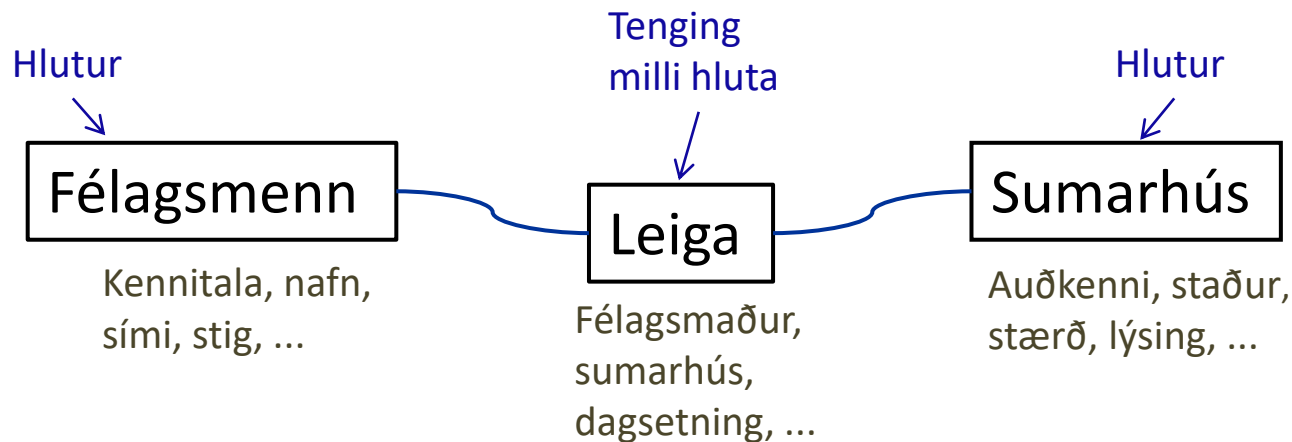 Hlutur
Tenging
milli hluta
Hlutur
Félagsmenn
Leiga
Sumarhús
Kennitala, nafn,
sími, stig, ...
Félagsmaður,
sumarhús,
dagsetning, ...
Auðkenni, staður,
stærð, lýsing, ...